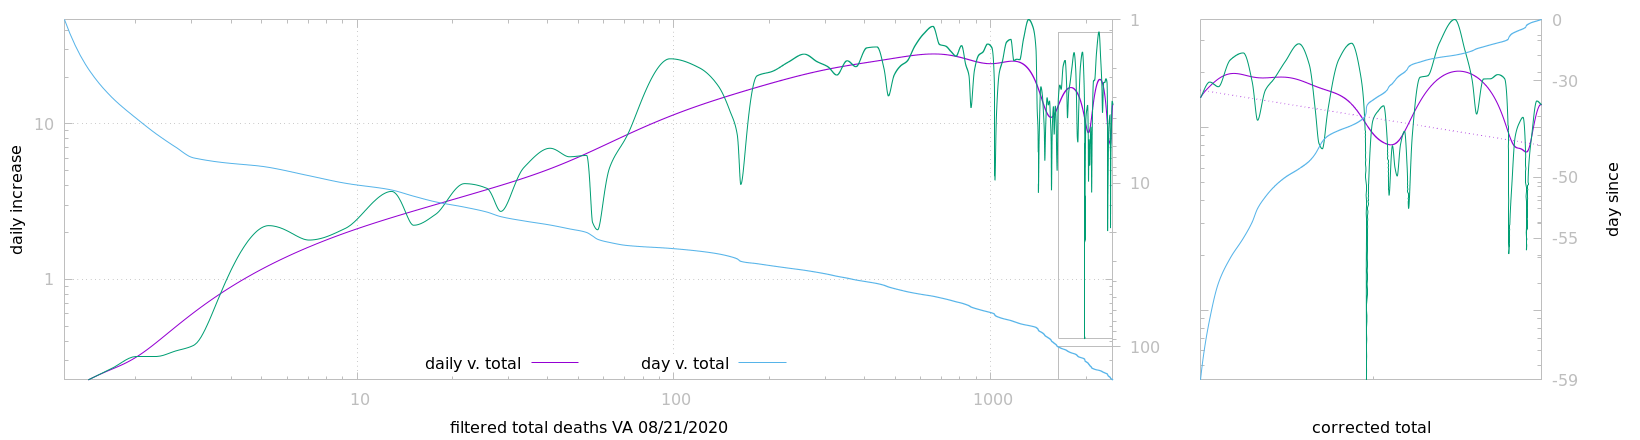 daily increase
10
1
10
100
1000
1
10
100
daily v. total
day v. total
filtered total deaths VA 08/21/2020
0
-30
-50
-55
-59
day since
corrected total